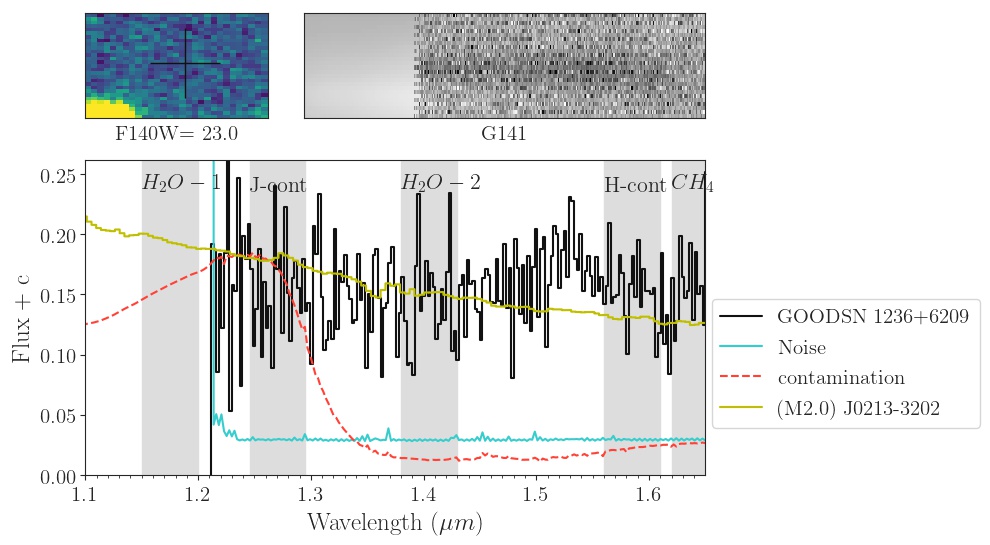 F140W= 23.0
G141
H₂O − 1
J-cont
H₂O − 2
H-cont
CH₄
0.25
0.20
0.15
0.10
0.05
0.00
Flux + c
1.1
1.2
1.3
1.4
1.5
1.6
Wavelength (μm)
GOODSN 1236+6209
Noise
contamination
(M2.0) J0213-3202